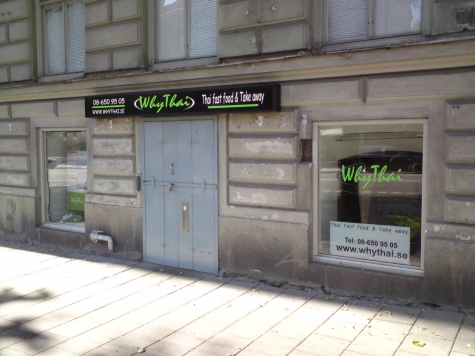 08-650 95 05
WWW.WHYTHAI.SE
WhyThai
Thai fast food & Take away
WhyThai
Thai fast food & take away
Tel: 08-650 95 05
www.whythai.se